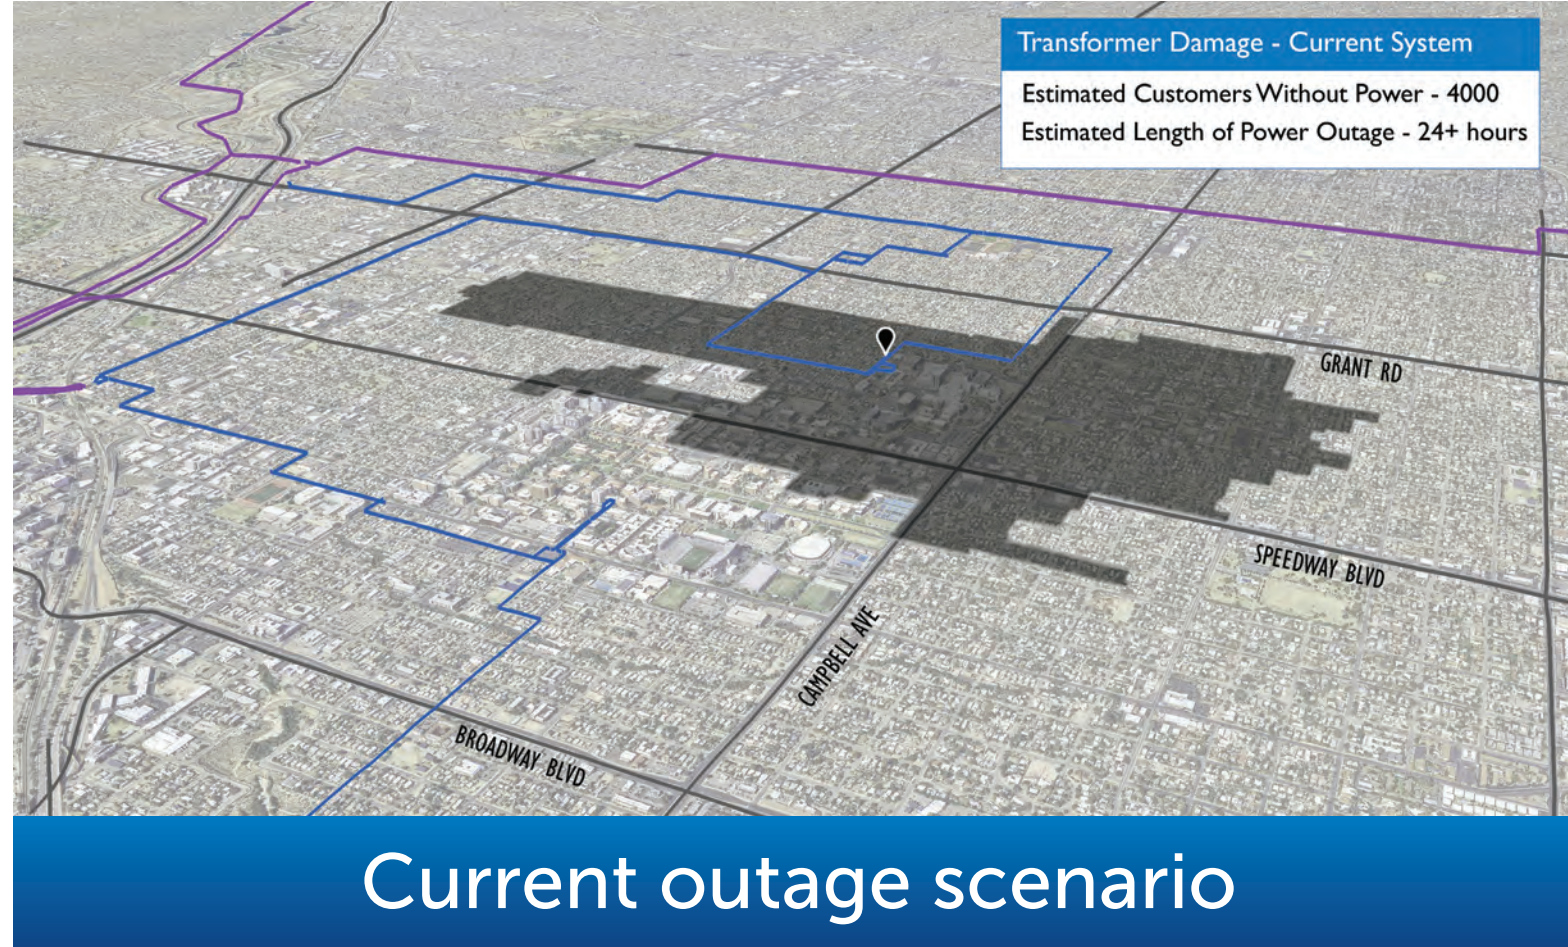 Transformer Damage - Current System
Estimated Customers Without Power - 4000
Estimated Length of Power Outage - 24+ hours
GRANT RD
SPEEDWAY BLVD
CAMPBELL AVE
BROADWAY BLVD
Current outage scenario